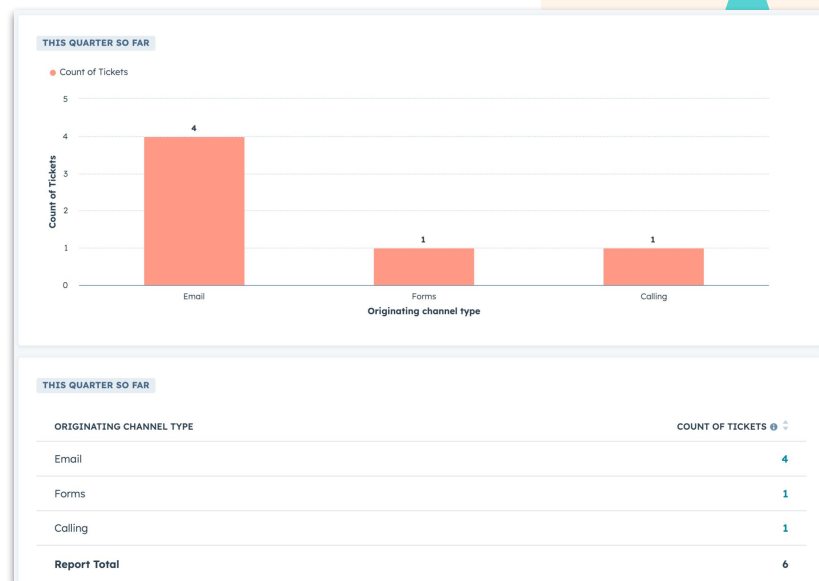 THIS QUARTER SO FAR
Count of Tickets
5
4
3
2
1
0
Count of Tickets
4
1
1
Email Forms Calling
Originating channel type
THIS QUARTER SO FAR
ORIGINATING CHANNEL TYPE COUNT OF TICKETS
Email 4
Forms 1
Calling 1
Report Total 6